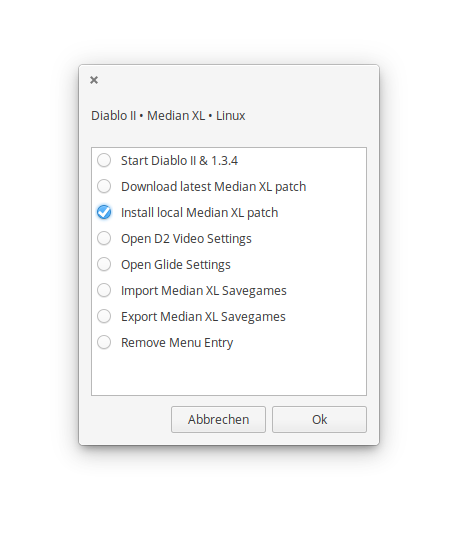 Diablo II • Median XL • Linux
Start Diablo II & 1.3.4
Download latest Median XL patch
Install local Median XL patch
Open D2 Video Settings
Open Glide Settings
Import Median XL Savegames
Export Median XL Savegames
Remove Menu Entry
Abbrechen
Ok